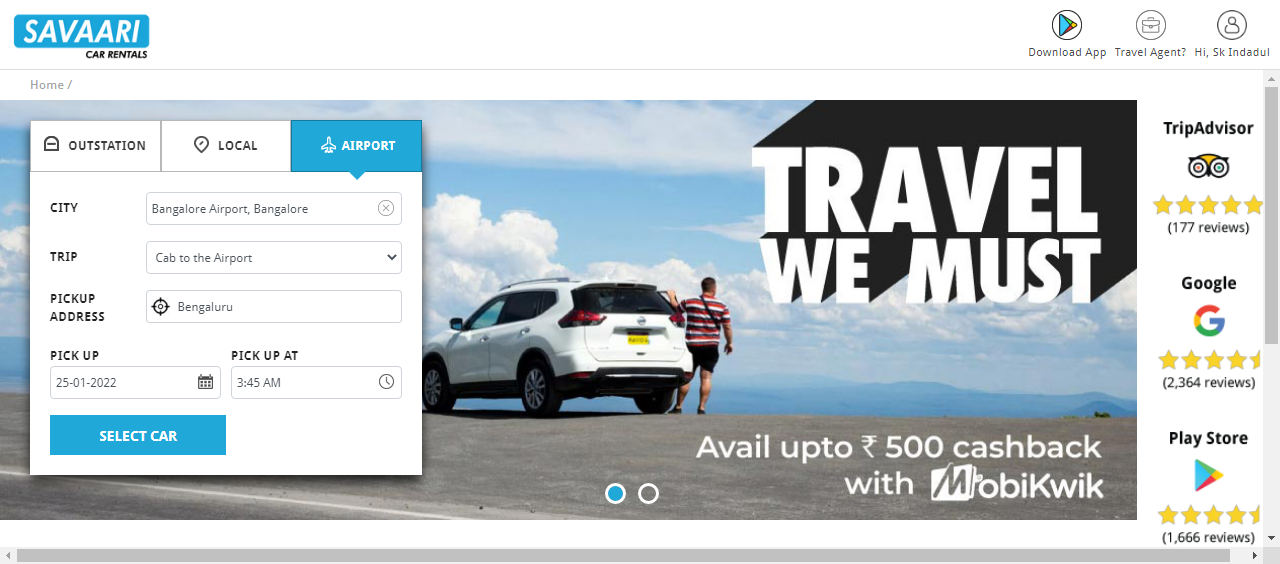 SAVAARI
CAR RENTALS
Download App
Travel Agent?
Hi, Sk Indadul
Home /
OUTSTATION
LOCAL
AIRPORT
CITY
Bangalore Airport, Bangalore
TRIP
Cab to the Airport
PICKUP
ADDRESS
Bengaluru
PICK UP
PICK UP AT
25-01-2022
3:45 AM
SELECT CAR
TRAVEL
WE MUST
Avail upto ₹ 500 cashback
with MobiKwik
TripAdvisor
(177 reviews)
Google
(2,364 reviews)
Play Store
(1,666 reviews)